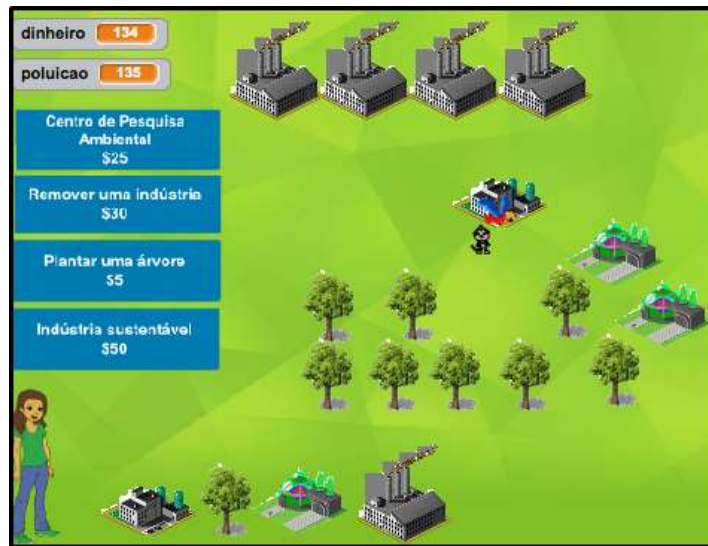 dinheiro 134
poluicao 135
Centro de Pesquisa
Ambiental
$25
Remover uma indústria
$30
Plantar uma árvore
$5
Indústria sustentável
$50